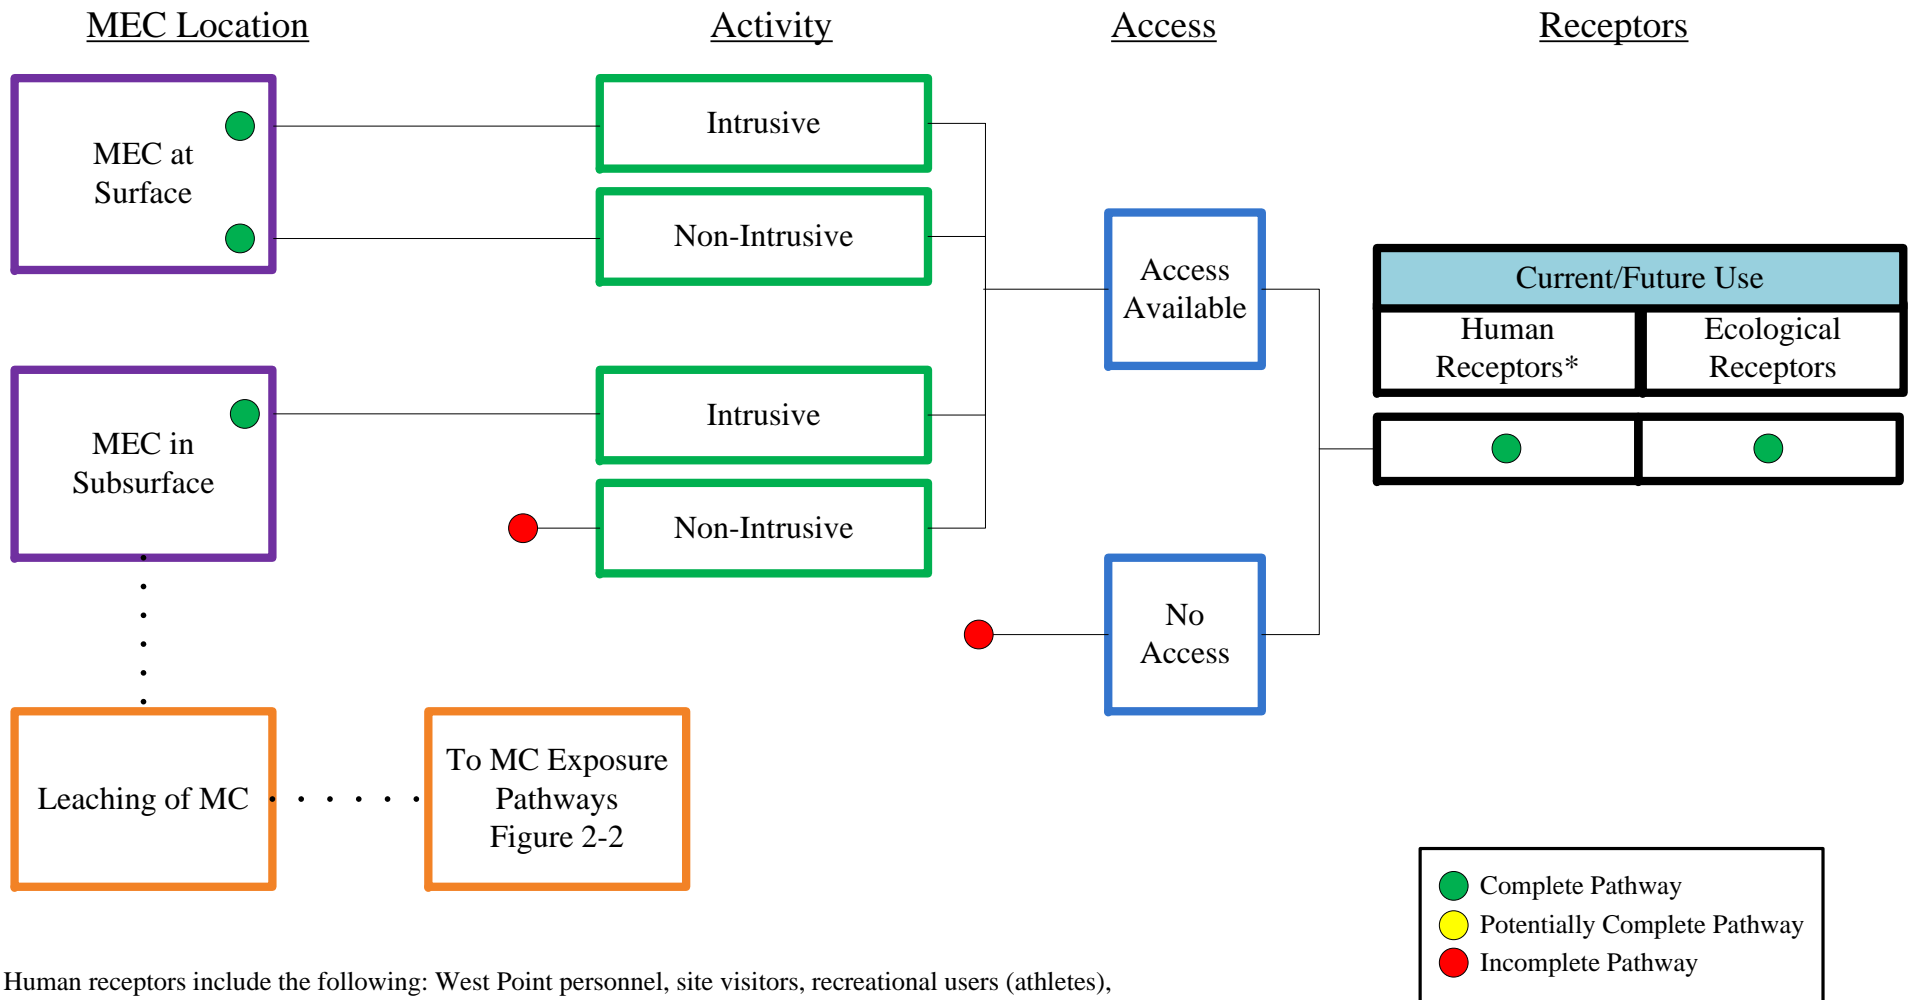 MEC Location
Activity
Access
Receptors
MEC at
Surface
Intrusive
Non-Intrusive
MEC in
Subsurface
Intrusive
Non-Intrusive
Access
Available
No
Access
Current/Future Use
Human
Receptors*
Ecological
Receptors
Leaching of MC
To MC Exposure
Pathways
Figure 2-2
Complete Pathway
Potentially Complete Pathway
Incomplete Pathway
Human receptors include the following: West Point personnel, site visitors, recreational users (athletes),